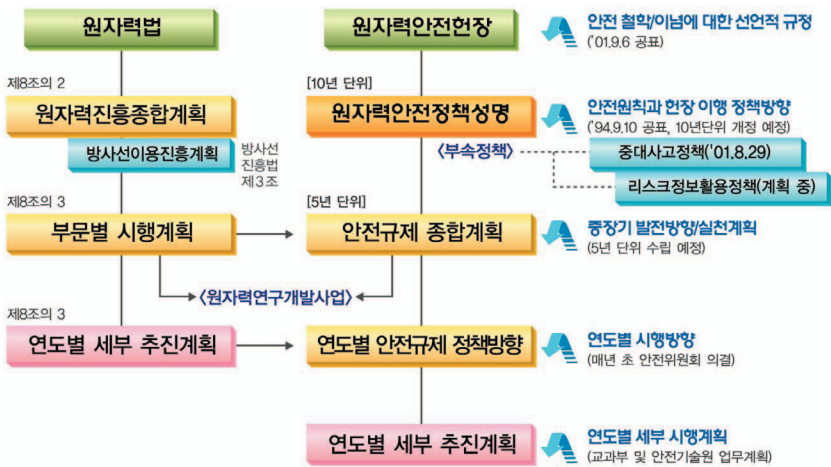 원자력법
원자력안전헌장
안전 철학/이념에 대한 선언적 규정
('01.9.6 공표)
제8조의 2
[10년 단위]
원자력진흥종합계획
원자력안전정책성명
안전원칙과 헌장 이행 정책방향
('94.9.10 공표, 10년단위 개정 예정)
방사선이용진흥계획
방사선
진흥법
제3조
〈부속정책〉
중대사고정책('01.8.29)
리스크정보활용정책(계획 중)
제8조의 3
[5년 단위]
부문별 시행계획
안전규제 종합계획
중장기 발전방향/실천계획
(5년 단위 수립 예정)
〈원자력연구개발사업〉
제8조의 3
연도별 세부 추진계획
연도별 안전규제 정책방향
연도별 시행방향
(매년 초 안전위원회 의결)
연도별 세부 추진계획
연도별 세부 시행계획
(교과부 및 안전기술원 업무계획)